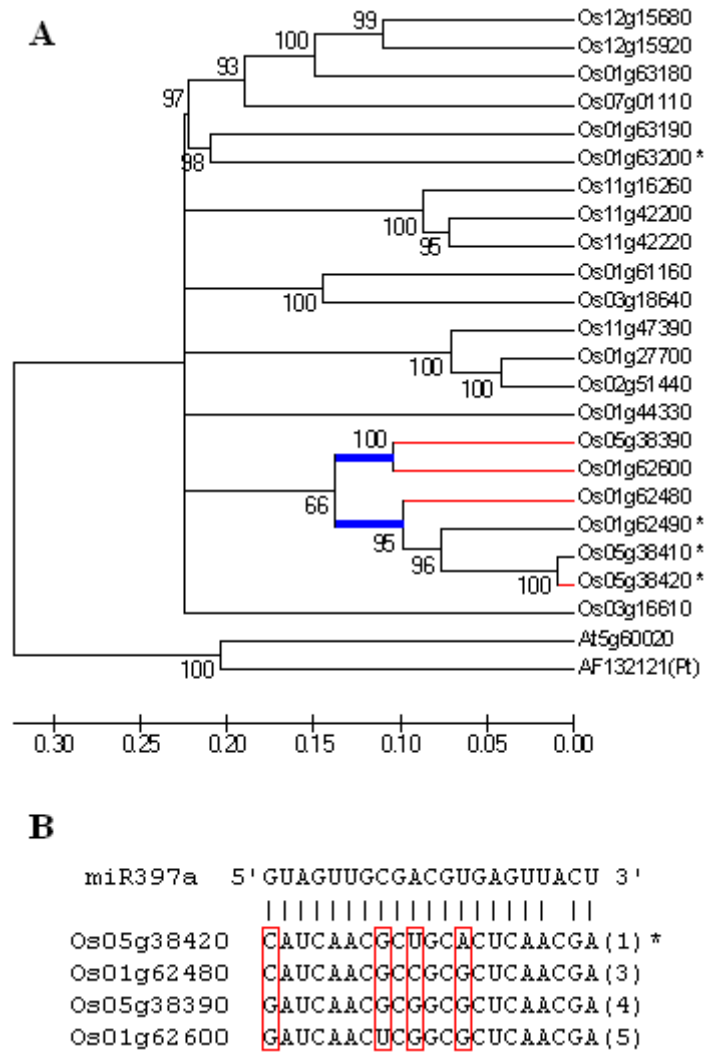 A
99
Os12g15680
Os12g15920
100
Os01g63180
93
Os07g01110
97
Os01g63190
98
Os01g63200 *
Os11g16260
100
Os11g42200
95
Os11g42220
Os01g61160
100
Os03g18640
Os11g47390
100
Os01g27700
100
Os02g51440
Os01g44330
100
Os05g38390
Os01g62600
66
Os01g62480
95
Os01g62490 *
96
Os05g38410 *
100
Os05g38420 *
Os03g16610
At5g60020
100
AF132121(Pt)
0.30 0.25 0.20 0.15 0.10 0.05 0.00
B
miR397a 5'GUAGUUGCGACGUGAGUUACU 3'
Os05g38420 CAUCAACGCUGCACUCAACGA(1) *
Os01g62480 CAUCAACGCCGCGCUCAACGA(3)
Os05g38390 GAUCAACGCGGCGCUCAACGA(4)
Os01g62600 GAUCAACUCGGCGCUCAACGA(5)